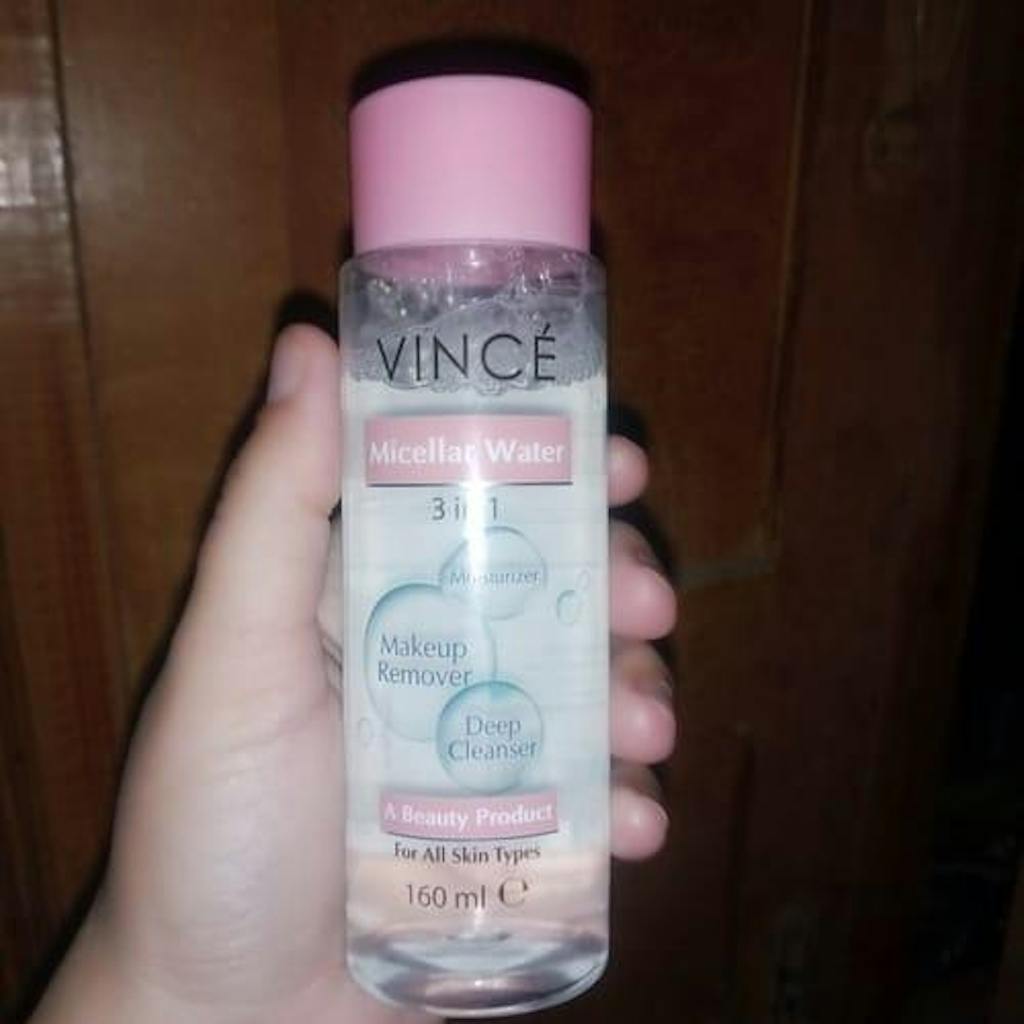 VINCÉ
Micellar Water
3 in 1
Moisturizer
Makeup
Remover
Deep
Cleanser
A Beauty Product
For All Skin Types
160 ml ℮